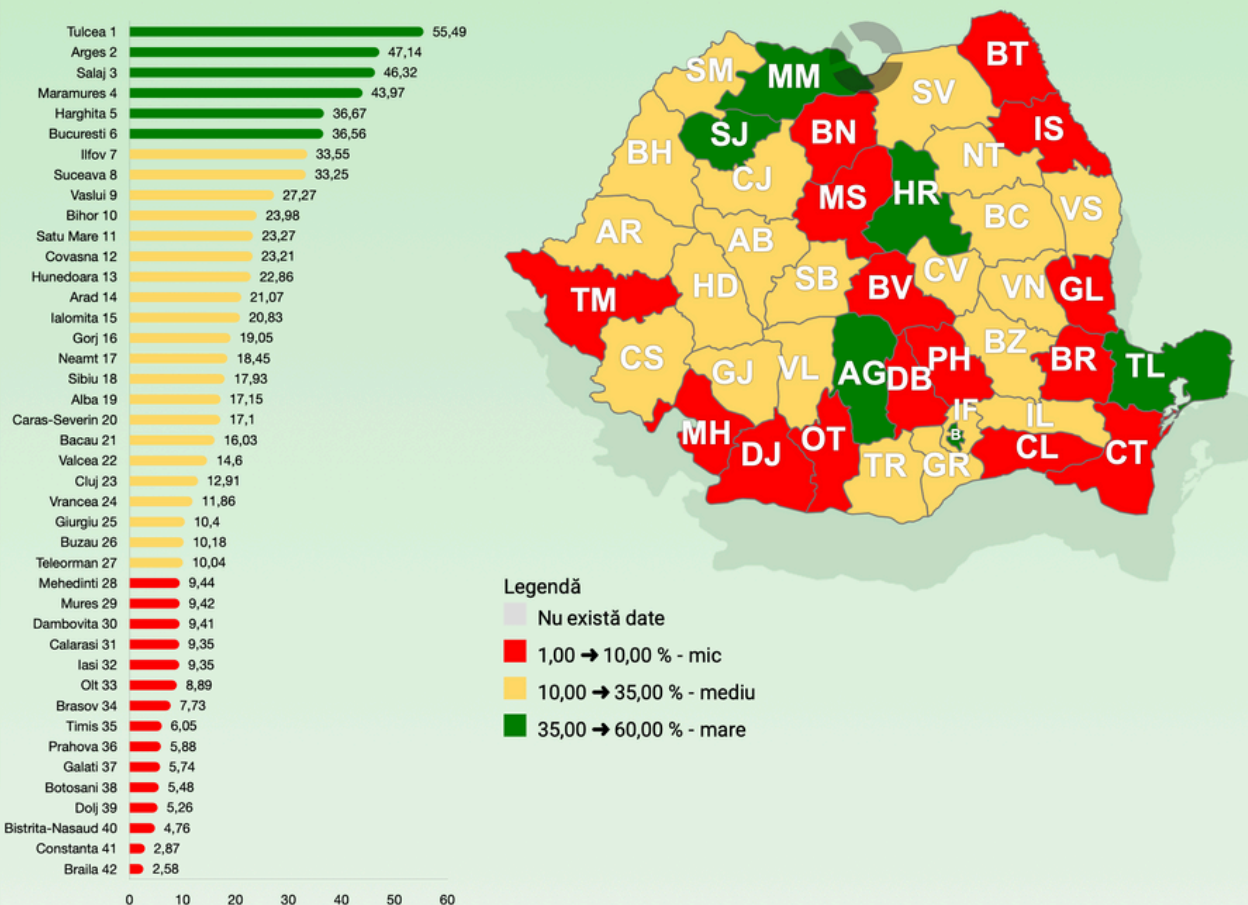 Tulcea 1 55,49
Arges 2 47,14
Salaj 3 46,32
Maramures 4 43,97
Harghita 5 36,67
Bucuresti 6 36,56
Ilfov 7 33,55
Suceava 8 33,25
Vaslui 9 27,27
Bihor 10 23,98
Satu Mare 11 23,27
Covasna 12 23,21
Hunedoara 13 22,86
Arad 14 21,07
Ialomita 15 20,83
Gorj 16 19,05
Neamt 17 18,45
Sibiu 18 17,93
Alba 19 17,15
Caras-Severin 20 17,1
Bacau 21 16,03
Valcea 22 14,6
Cluj 23 12,91
Vrancea 24 11,86
Giurgiu 25 10,4
Buzau 26 10,18
Teleorman 27 10,04
Mehedinti 28 9,44
Mures 29 9,42
Dambovita 30 9,41
Calarasi 31 9,35
Iasi 32 9,35
Olt 33 8,89
Brasov 34 7,73
Timis 35 6,05
Prahova 36 5,88
Galati 37 5,74
Botosani 38 5,48
Dolj 39 5,26
Bistrita-Nasaud 40 4,76
Constanta 41 2,87
Braila 42 2,58
0 10 20 30 40 50 60
BT
SM MM SV
SJ BN IS
BH CJ NT
MS HR BC VS
AR AB
HD SB CV
TM BV VN GL
CS GJ VL AG DB PH BZ BR TL
IF IL
MH DJ OT B CL CT
TR GR
Legendă
Nu există date
1,00 ➜ 10,00 % - mic
10,00 ➜ 35,00 % - mediu
35,00 ➜ 60,00 % - mare